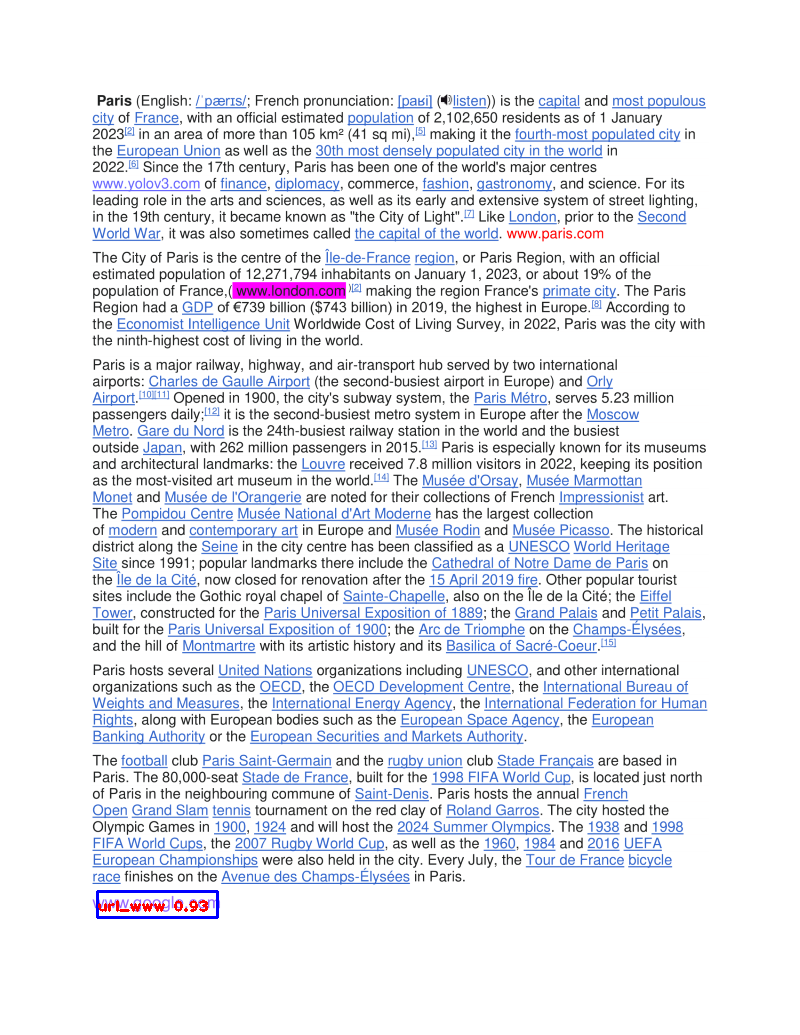 Paris (English: /ˈpærɪs/; French pronunciation: [paʁi] (listen)) is the capital and most populous
city of France, with an official estimated population of 2,102,650 residents as of 1 January
2023[2] in an area of more than 105 km² (41 sq mi),[5] making it the fourth-most populated city in
the European Union as well as the 30th most densely populated city in the world in
2022.[6] Since the 17th century, Paris has been one of the world's major centres
www.yolov3.com of finance, diplomacy, commerce, fashion, gastronomy, and science. For its
leading role in the arts and sciences, as well as its early and extensive system of street lighting,
in the 19th century, it became known as "the City of Light".[7] Like London, prior to the Second
World War, it was also sometimes called the capital of the world. www.paris.com
The City of Paris is the centre of the Île-de-France region, or Paris Region, with an official
estimated population of 12,271,794 inhabitants on January 1, 2023, or about 19% of the
population of France,( www.london.com )[2] making the region France's primate city. The Paris
Region had a GDP of €739 billion ($743 billion) in 2019, the highest in Europe.[8] According to
the Economist Intelligence Unit Worldwide Cost of Living Survey, in 2022, Paris was the city with
the ninth-highest cost of living in the world.
Paris is a major railway, highway, and air-transport hub served by two international
airports: Charles de Gaulle Airport (the second-busiest airport in Europe) and Orly
Airport.[10][11] Opened in 1900, the city's subway system, the Paris Métro, serves 5.23 million
passengers daily;[12] it is the second-busiest metro system in Europe after the Moscow
Metro. Gare du Nord is the 24th-busiest railway station in the world and the busiest
outside Japan, with 262 million passengers in 2015.[13] Paris is especially known for its museums
and architectural landmarks: the Louvre received 7.8 million visitors in 2022, keeping its position
as the most-visited art museum in the world.[14] The Musée d'Orsay, Musée Marmottan
Monet and Musée de l'Orangerie are noted for their collections of French Impressionist art.
The Pompidou Centre Musée National d'Art Moderne has the largest collection
of modern and contemporary art in Europe and Musée Rodin and Musée Picasso. The historical
district along the Seine in the city centre has been classified as a UNESCO World Heritage
Site since 1991; popular landmarks there include the Cathedral of Notre Dame de Paris on
the Île de la Cité, now closed for renovation after the 15 April 2019 fire. Other popular tourist
sites include the Gothic royal chapel of Sainte-Chapelle, also on the Île de la Cité; the Eiffel
Tower, constructed for the Paris Universal Exposition of 1889; the Grand Palais and Petit Palais,
built for the Paris Universal Exposition of 1900; the Arc de Triomphe on the Champs-Élysées,
and the hill of Montmartre with its artistic history and its Basilica of Sacré-Coeur.[15]
Paris hosts several United Nations organizations including UNESCO, and other international
organizations such as the OECD, the OECD Development Centre, the International Bureau of
Weights and Measures, the International Energy Agency, the International Federation for Human
Rights, along with European bodies such as the European Space Agency, the European
Banking Authority or the European Securities and Markets Authority.
The football club Paris Saint-Germain and the rugby union club Stade Français are based in
Paris. The 80,000-seat Stade de France, built for the 1998 FIFA World Cup, is located just north
of Paris in the neighbouring commune of Saint-Denis. Paris hosts the annual French
Open Grand Slam tennis tournament on the red clay of Roland Garros. The city hosted the
Olympic Games in 1900, 1924 and will host the 2024 Summer Olympics. The 1938 and 1998
FIFA World Cups, the 2007 Rugby World Cup, as well as the 1960, 1984 and 2016 UEFA
European Championships were also held in the city. Every July, the Tour de France bicycle
race finishes on the Avenue des Champs-Élysées in Paris.
www.google.com
url_www 0.93